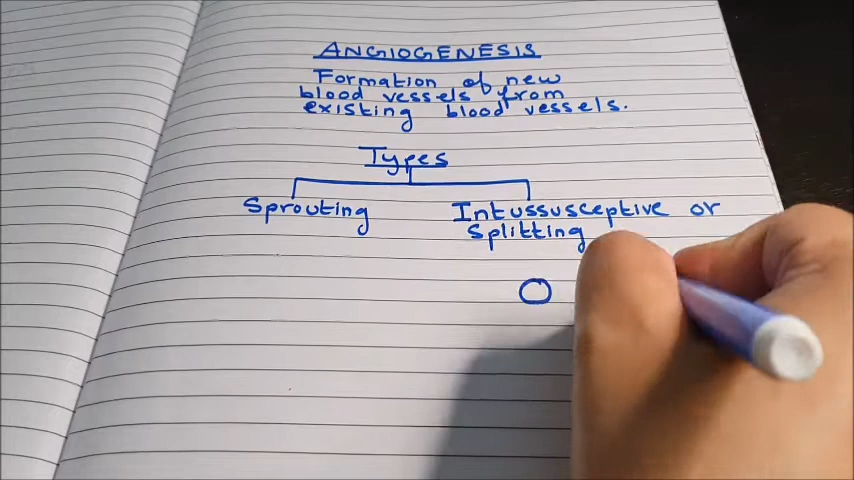 ANGIOGENESIS
Formation of new
blood vessels from
existing blood vessels.
Types
Sprouting
Intussusceptive or
Splitting